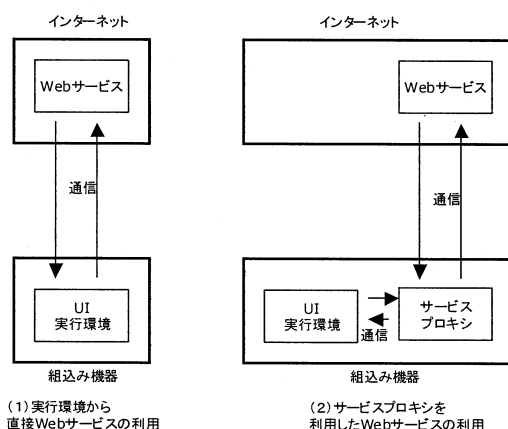 インターネット
Webサービス
通信
UI
実行環境
組込み機器
(1)実行環境から
直接Webサービスの利用
インターネット
Webサービス
通信
UI
実行環境
通信
サービス
プロキシ
組込み機器
(2)サービスプロキシを
利用したWebサービスの利用